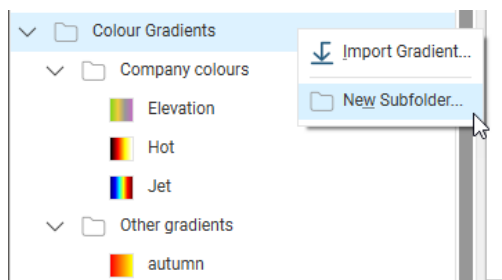 Colour Gradients
Import Gradient...
Company colours
New Subfolder...
Elevation
Hot
Jet
Other gradients
autumn